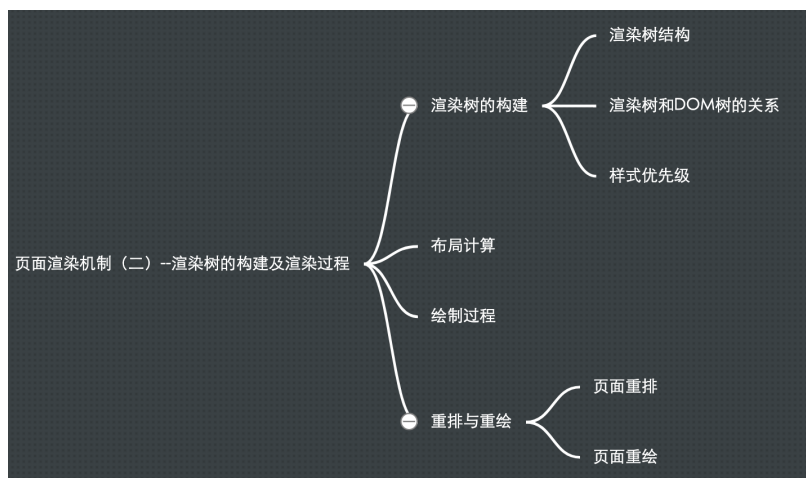 页面渲染机制（二）--渲染树的构建及渲染过程
渲染树的构建
渲染树结构
渲染树和DOM树的关系
样式优先级
布局计算
绘制过程
重排与重绘
页面重排
页面重绘